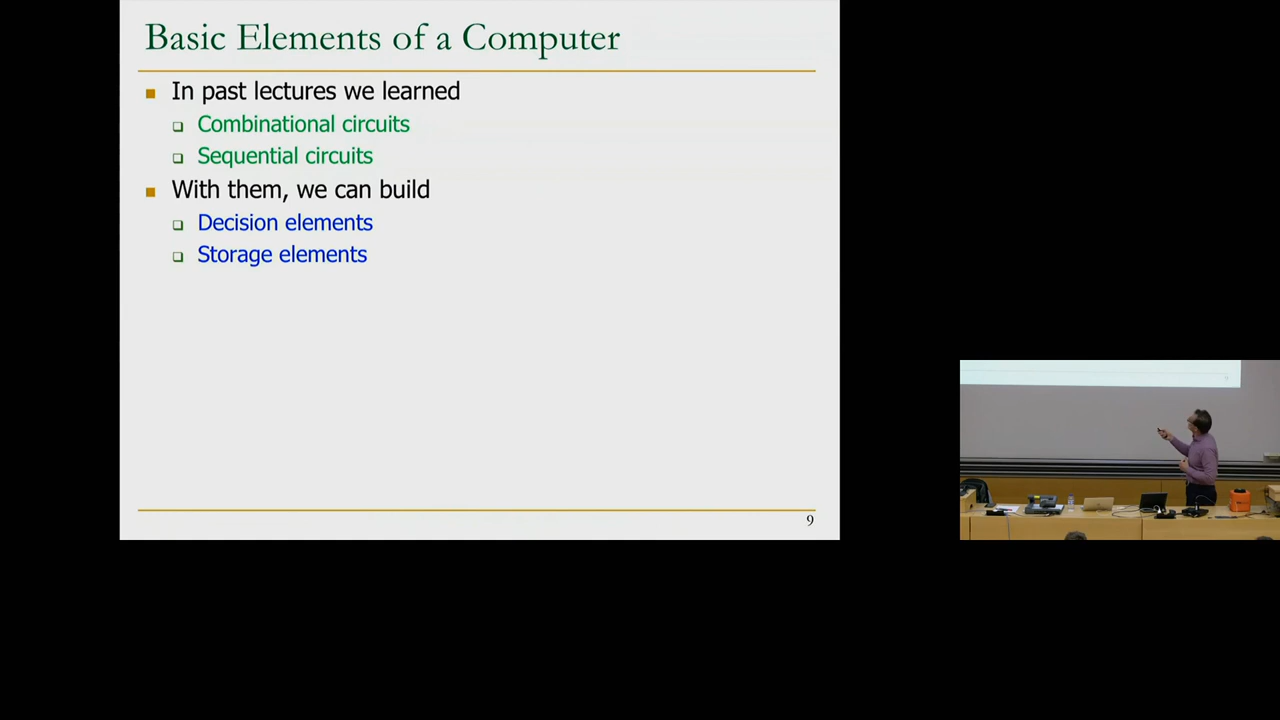 Basic Elements of a Computer
In past lectures we learned
Combinational circuits
Sequential circuits
With them, we can build
Decision elements
Storage elements
9